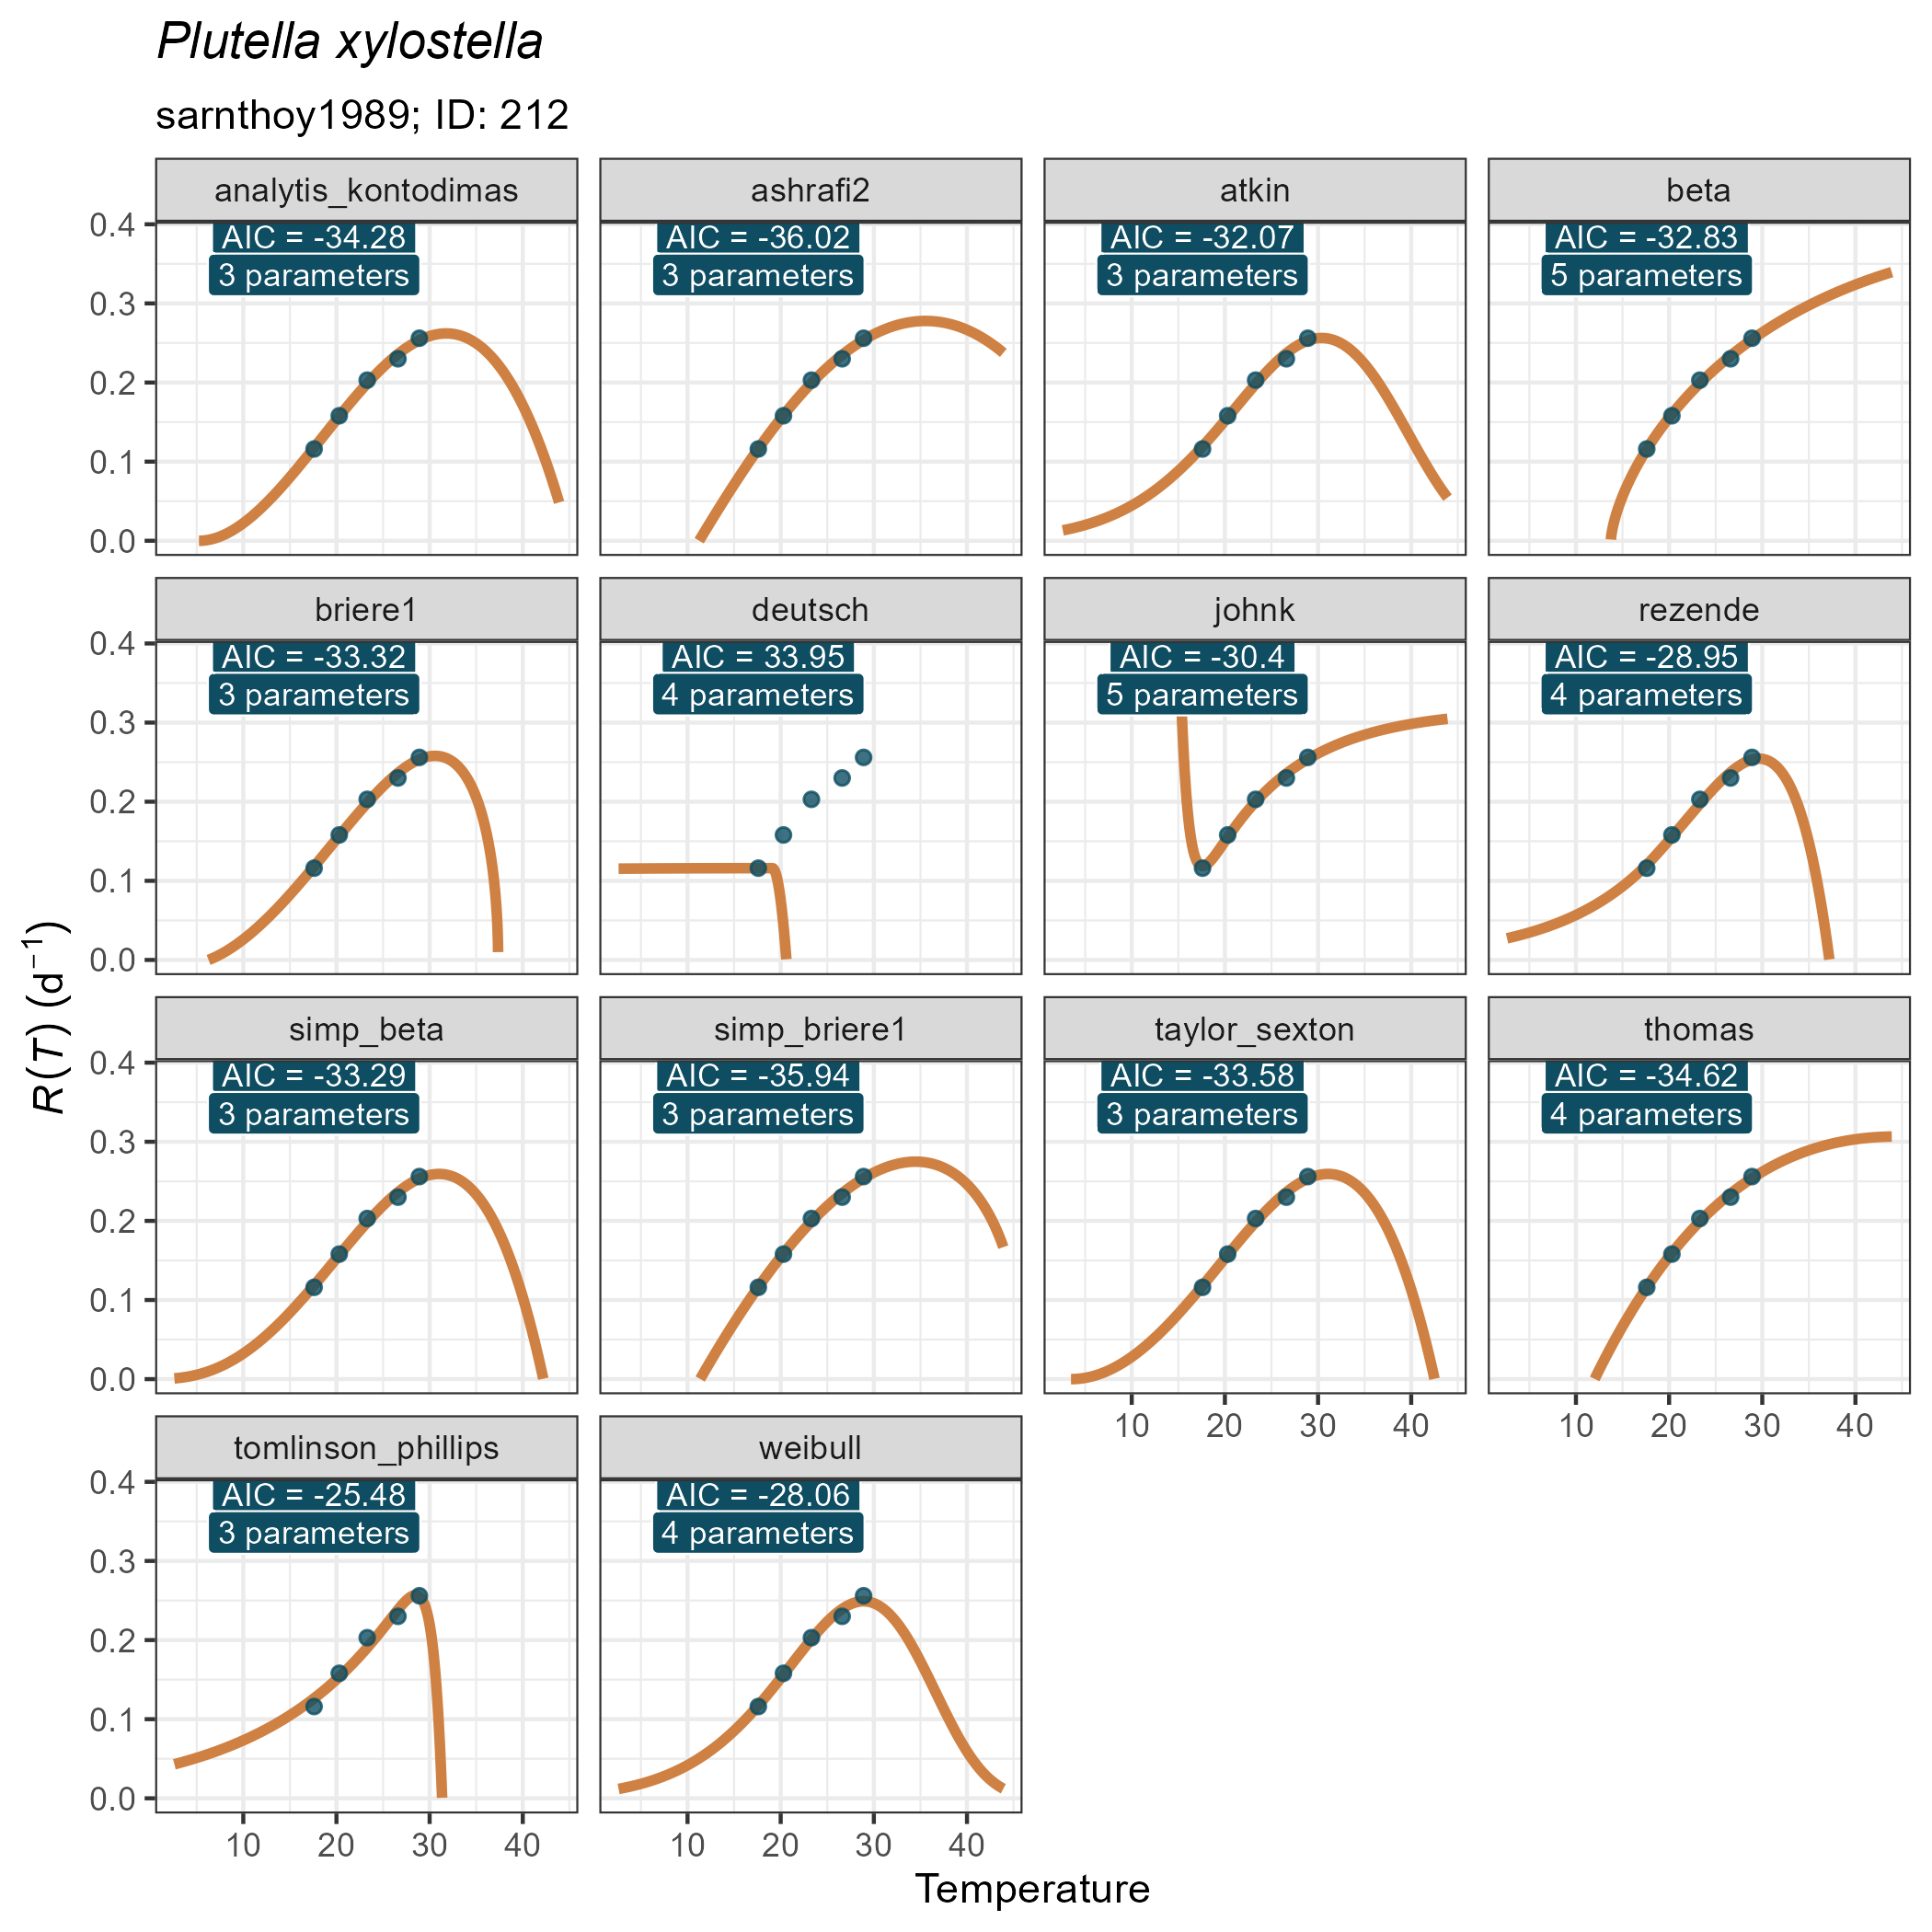 Plutella xylostella
sarnthoy1989; ID: 212
analytis_kontodimas
ashrafi2
atkin
beta
0.4
0.3
0.2
0.1
0.0
AIC = -34.28
3 parameters
AIC = -36.02
3 parameters
AIC = -32.07
3 parameters
AIC = -32.83
5 parameters
briere1
deutsch
johnk
rezende
0.4
0.3
0.2
0.1
0.0
AIC = -33.32
3 parameters
AIC = 33.95
4 parameters
AIC = -30.4
5 parameters
AIC = -28.95
4 parameters
R(T) (d⁻¹)
simp_beta
simp_briere1
taylor_sexton
thomas
0.4
0.3
0.2
0.1
0.0
AIC = -33.29
3 parameters
AIC = -35.94
3 parameters
AIC = -33.58
3 parameters
AIC = -34.62
4 parameters
10 20 30 40
10 20 30 40
tomlinson_phillips
weibull
0.4
0.3
0.2
0.1
0.0
AIC = -25.48
3 parameters
AIC = -28.06
4 parameters
10 20 30 40
10 20 30 40
Temperature